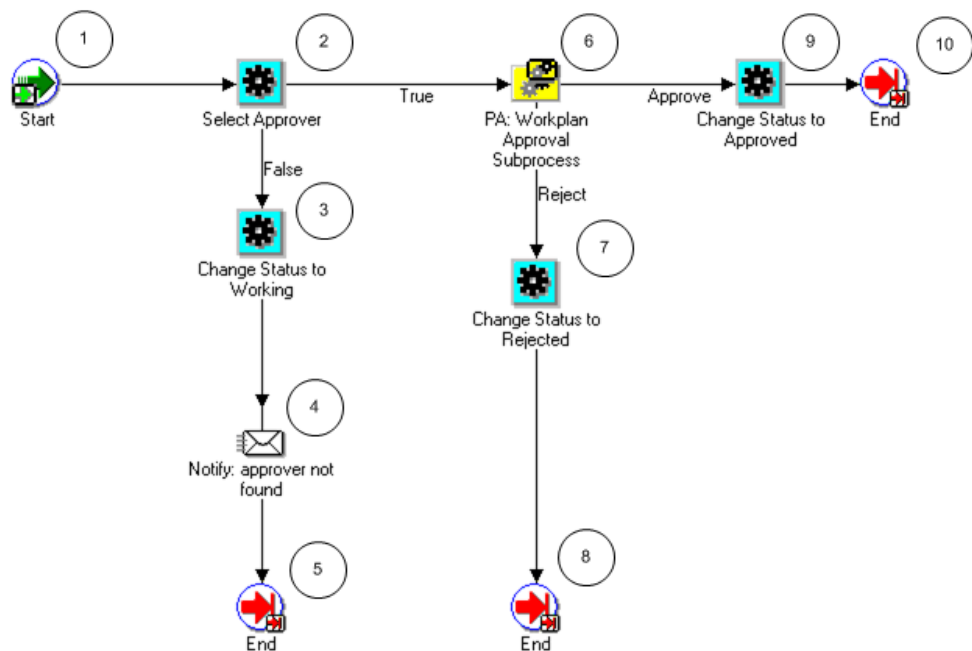 1
2
6
9
10
Start
Select Approver
True
PA: Workplan
Approval
Subprocess
Approve
Change Status to
Approved
End
False
Reject
3
7
Change Status to
Working
Change Status to
Rejected
4
Notify: approver not
found
5
8
End
End